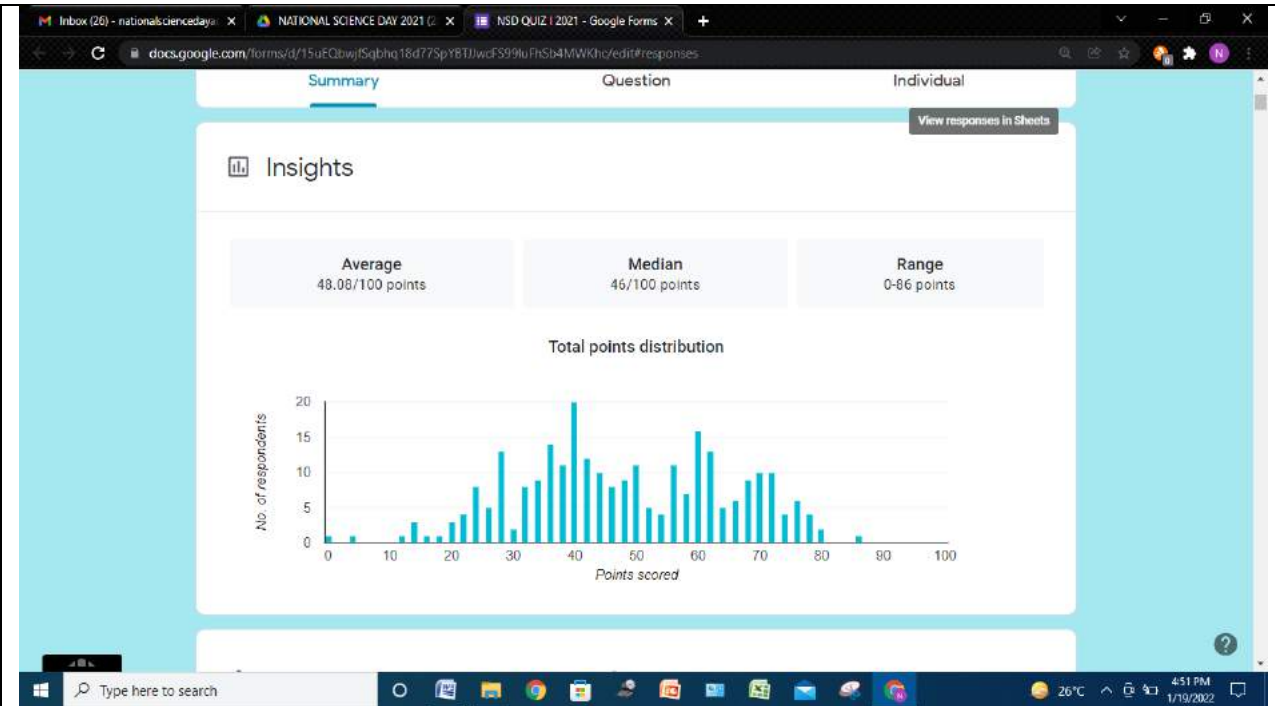 Inbox (26) - nationalsciencedaya
NATIONAL SCIENCE DAY 2021 (2
NSD QUIZ I 2021 - Google Forms
docs.google.com/forms/d/15uEQbwjfSqbhq18d77SpYBTJJwcFS99IuFhSb4MWKhc/edit#responses
N
Summary Question Individual
View responses in Sheets
Insights
Average Median Range
48.08/100 points 46/100 points 0-86 points
Total points distribution
No. of respondents
20
15
10
5
0
0 10 20 30 40 50 60 70 80 90 100
Points scored
Type here to search
26°C
4:51 PM
1/19/2022